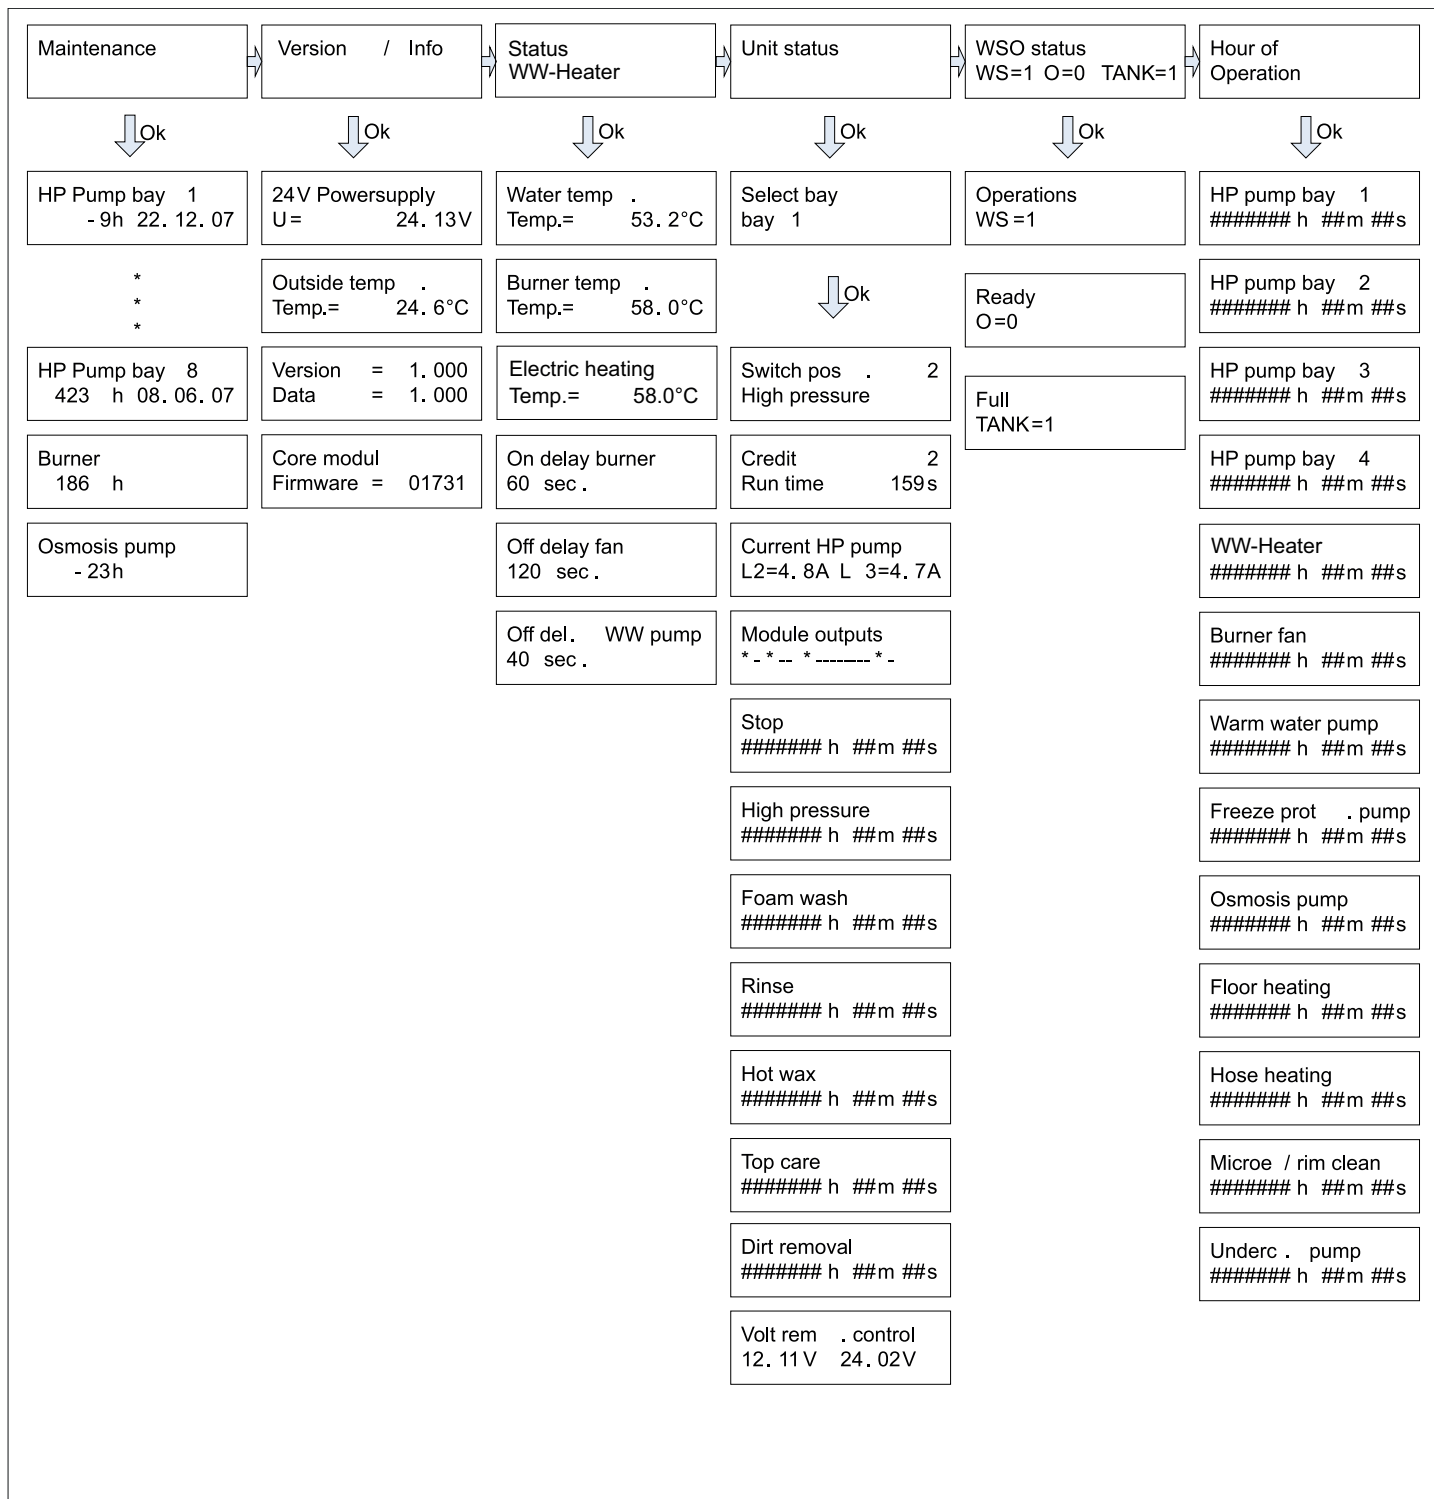 Maintenance
Version / Info
Status
WW-Heater
Unit status
WSO status
WS=1 O=0 TANK=1
Hour of
Operation
Ok
Ok
Ok
Ok
Ok
Ok
HP Pump bay 1
- 9h 22. 12. 07
*
*
*
HP Pump bay 8
423 h 08. 06. 07
Burner
186 h
Osmosis pump
- 23h
24V Powersupply
U= 24. 13V
Outside temp .
Temp.= 24. 6°C
Version = 1. 000
Data = 1. 000
Core modul
Firmware = 01731
Water temp .
Temp.= 53. 2°C
Burner temp .
Temp.= 58. 0°C
Electric heating
Temp.= 58.0°C
On delay burner
60 sec.
Off delay fan
120 sec.
Off del. WW pump
40 sec.
Select bay
bay 1
Ok
Switch pos . 2
High pressure
Credit 2
Run time 159s
Current HP pump
L2=4. 8A L 3=4. 7A
Module outputs
* - * -- * -------- * -
Stop
####### h ##m ##s
High pressure
####### h ##m ##s
Foam wash
####### h ##m ##s
Rinse
####### h ##m ##s
Hot wax
####### h ##m ##s
Top care
####### h ##m ##s
Dirt removal
####### h ##m ##s
Volt rem . control
12. 11V 24. 02V
Operations
WS=1
Ready
O=0
Full
TANK=1
HP pump bay 1
####### h ##m ##s
HP pump bay 2
####### h ##m ##s
HP pump bay 3
####### h ##m ##s
HP pump bay 4
####### h ##m ##s
WW-Heater
####### h ##m ##s
Burner fan
####### h ##m ##s
Warm water pump
####### h ##m ##s
Freeze prot . pump
####### h ##m ##s
Osmosis pump
####### h ##m ##s
Floor heating
####### h ##m ##s
Hose heating
####### h ##m ##s
Microe / rim clean
####### h ##m ##s
Underc . pump
####### h ##m ##s